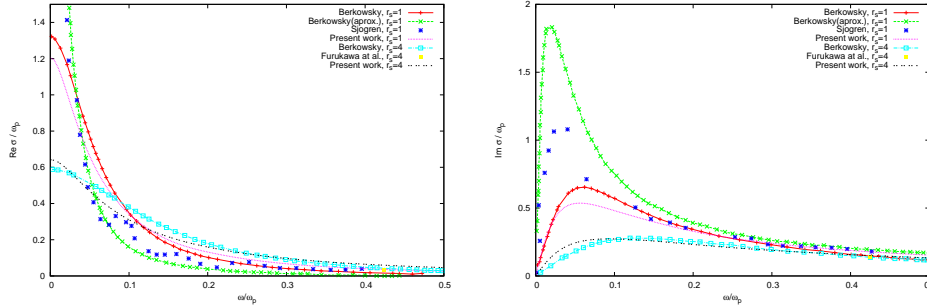 Berkowsky, r_s=1
Berkowsky(aprox.), r_s=1
Sjogren, r_s=1
Present work, r_s=1
Berkowsky, r_s=4
Furukawa at al., r_s=4
Present work, r_s=4
Re σ / ω_p
1.4
1.2
1
0.8
0.6
0.4
0.2
0
0 0.1 0.2 0.3 0.4 0.5
ω/ω_p
Berkowsky, r_s=1
Berkowsky(aprox.), r_s=1
Sjogren, r_s=1
Present work, r_s=1
Berkowsky, r_s=4
Furukawa at al., r_s=4
Present work, r_s=4
Im σ / ω_p
2
1.5
1
0.5
0
0 0.1 0.2 0.3 0.4 0.5
ω/ω_p